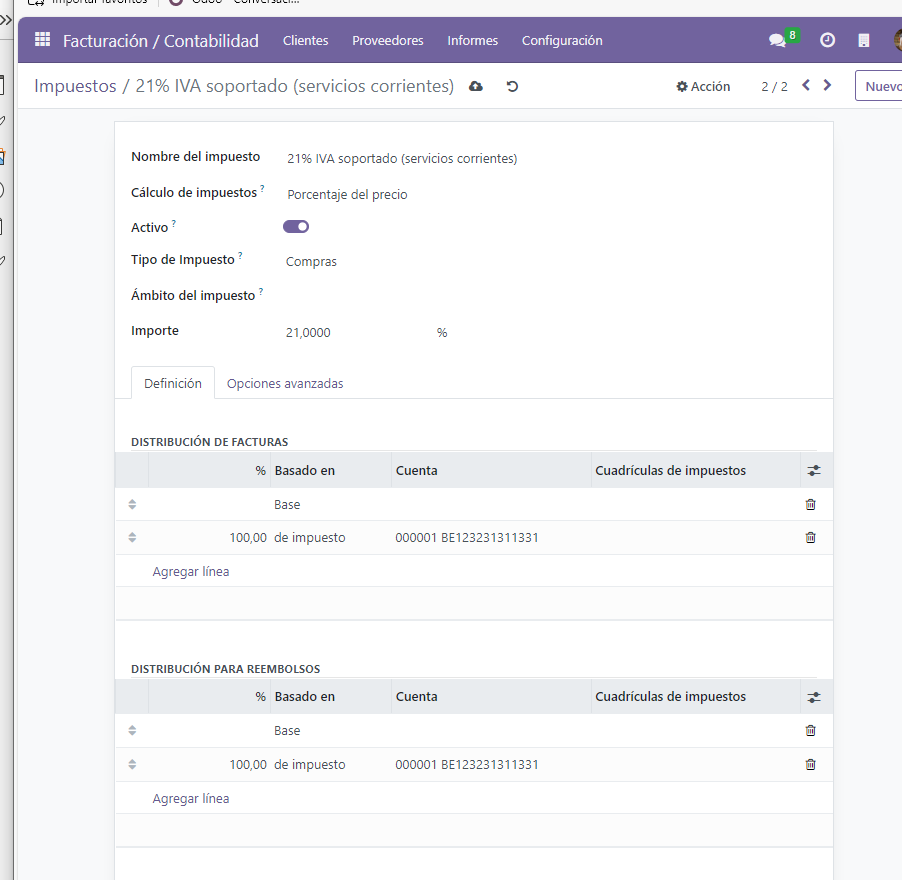 Importar favoritos
Odoo - Conversaci...
Facturación / Contabilidad Clientes Proveedores Informes Configuración 8
Impuestos / 21% IVA soportado (servicios corrientes) Acción 2 / 2 Nuevo
Nombre del impuesto 21% IVA soportado (servicios corrientes)
Cálculo de impuestos ? Porcentaje del precio
Activo ?
Tipo de Impuesto ? Compras
Ámbito del impuesto ?
Importe 21,0000 %
Definición Opciones avanzadas
DISTRIBUCIÓN DE FACTURAS
% Basado en Cuenta Cuadrículas de impuestos
Base
100,00 de impuesto 000001 BE123231311331
Agregar línea
DISTRIBUCIÓN PARA REEMBOLSOS
% Basado en Cuenta Cuadrículas de impuestos
Base
100,00 de impuesto 000001 BE123231311331
Agregar línea